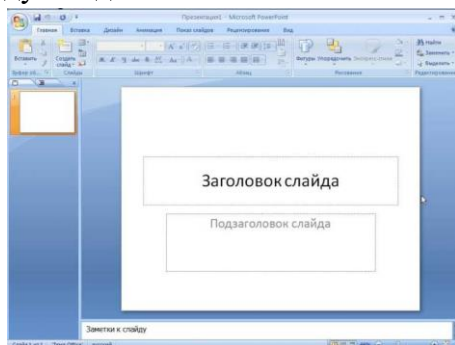 Презентация1 - Microsoft PowerPoint
Главная Вставка Дизайн Анимация Показ слайдов Рецензирование Вид
Вставить Создать слайд Фигуры Упорядочить Экспресс-стили Найти
Заменить
Выделить
Слайды Шрифт Абзац Рисование Редактирование
Заголовок слайда
Подзаголовок слайда
Заметки к слайду